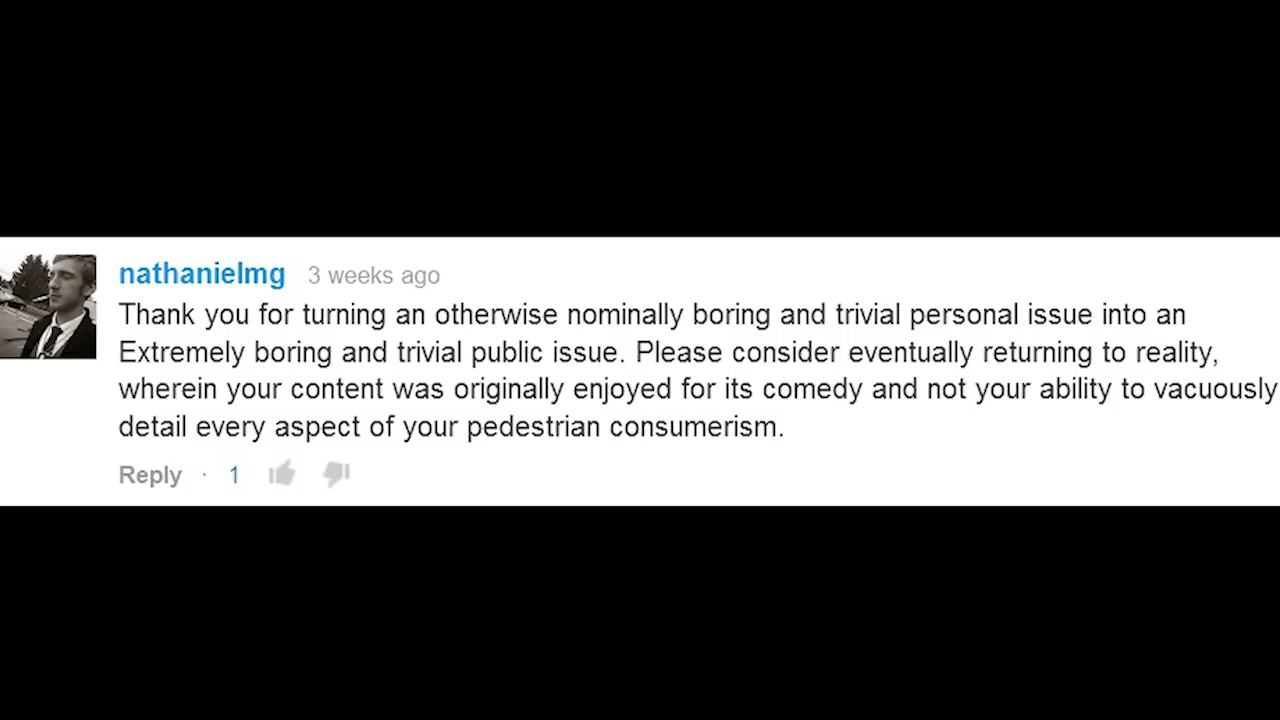 nathanielmg 3 weeks ago
Thank you for turning an otherwise nominally boring and trivial personal issue into an
Extremely boring and trivial public issue. Please consider eventually returning to reality,
wherein your content was originally enjoyed for its comedy and not your ability to vacuously
detail every aspect of your pedestrian consumerism.
Reply · 1